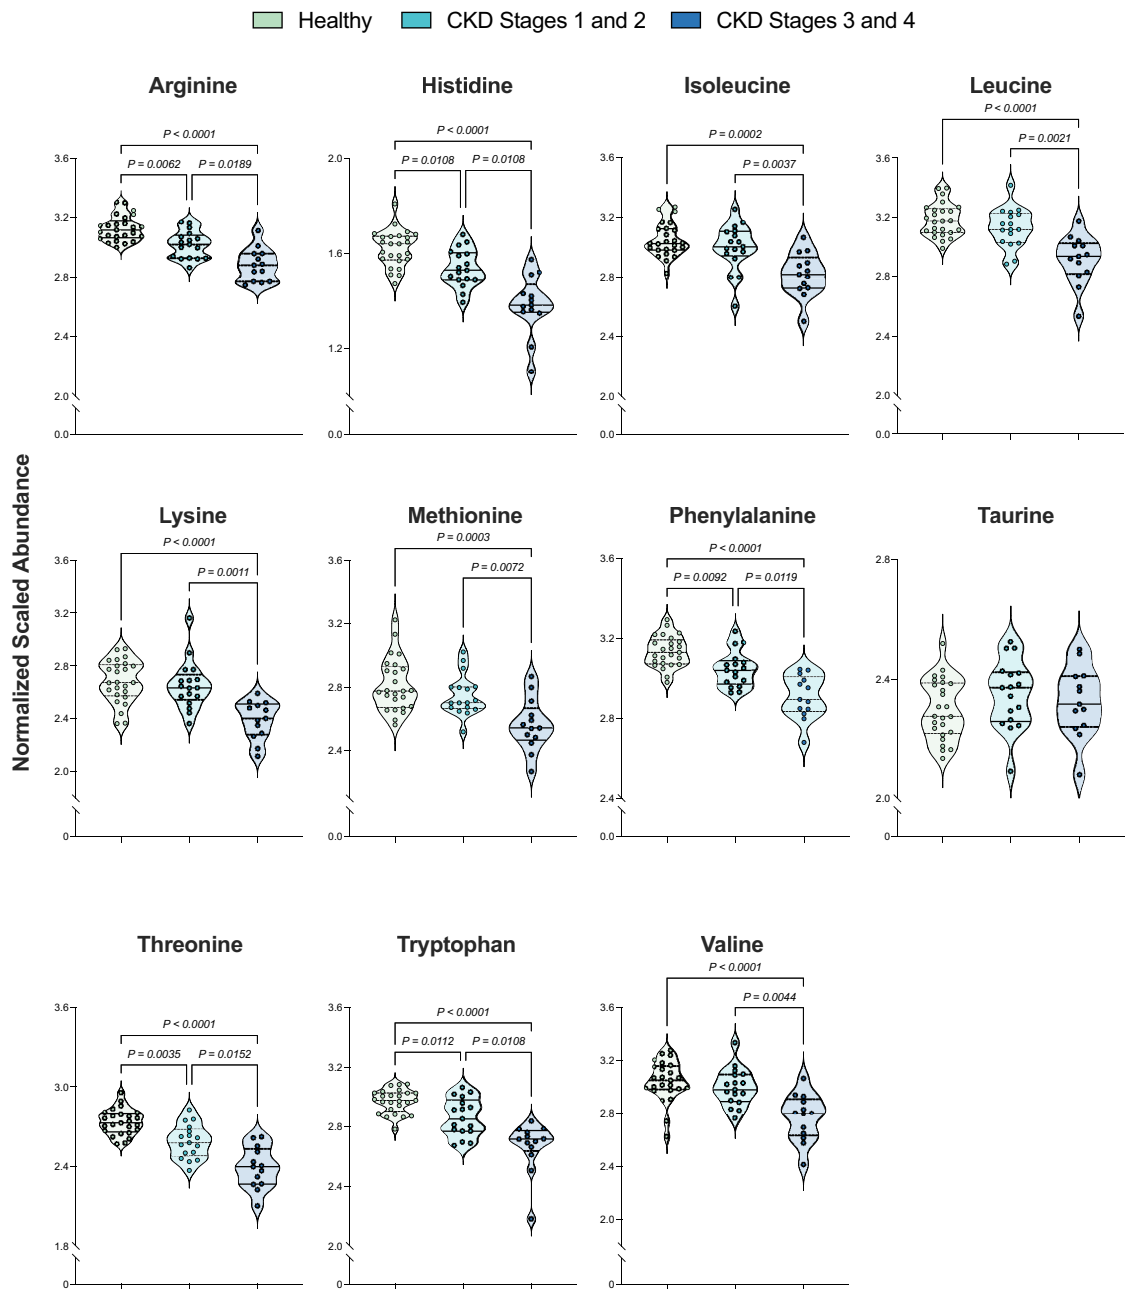 Healthy CKD Stages 1 and 2 CKD Stages 3 and 4
Normalized Scaled Abundance
Arginine
P < 0.0001
P = 0.0062 P = 0.0189
3.6
3.2
2.8
2.4
2.0
0.0
Histidine
P < 0.0001
P = 0.0108 P = 0.0108
2.0
1.6
1.2
0.0
Isoleucine
P = 0.0002
P = 0.0037
3.6
3.2
2.8
2.4
2.0
0.0
Leucine
P < 0.0001
P = 0.0021
3.6
3.2
2.8
2.4
2.0
0.0
Lysine
P < 0.0001
P = 0.0011
3.6
3.2
2.8
2.4
2.0
0
Methionine
P = 0.0003
P = 0.0072
3.6
3.2
2.8
2.4
0.0
Phenylalanine
P < 0.0001
P = 0.0092 P = 0.0119
3.6
3.2
2.8
2.4
0.0
Taurine
2.8
2.4
2.0
0
Threonine
P < 0.0001
P = 0.0035 P = 0.0152
3.6
3.0
2.4
1.8
0
Tryptophan
P < 0.0001
P = 0.0112 P = 0.0108
3.6
3.2
2.8
2.4
2.0
0
Valine
P < 0.0001
P = 0.0044
3.6
3.2
2.8
2.4
2.0
0